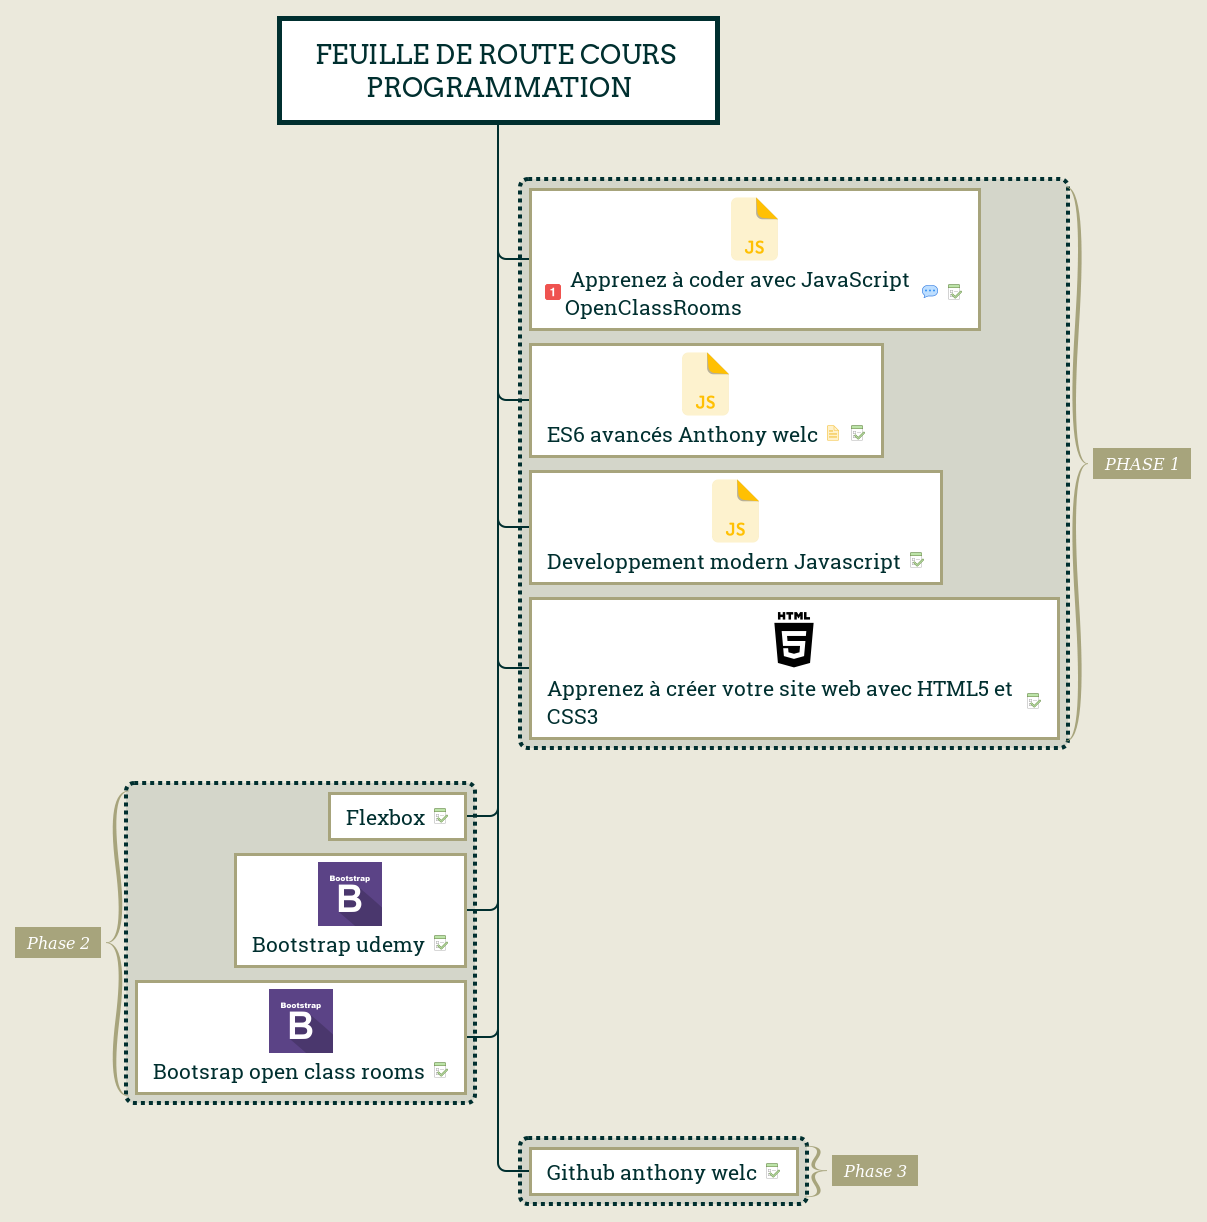 FEUILLE DE ROUTE COURS
PROGRAMMATION
JS
1
Apprenez à coder avec JavaScript
OpenClassRooms
JS
ES6 avancés Anthony welc
PHASE 1
JS
Developpement modern Javascript
HTML
5
Apprenez à créer votre site web avec HTML5 et
CSS3
Flexbox
Bootstrap
B
Bootstrap udemy
Phase 2
Bootstrap
B
Bootsrap open class rooms
Github anthony welc
Phase 3